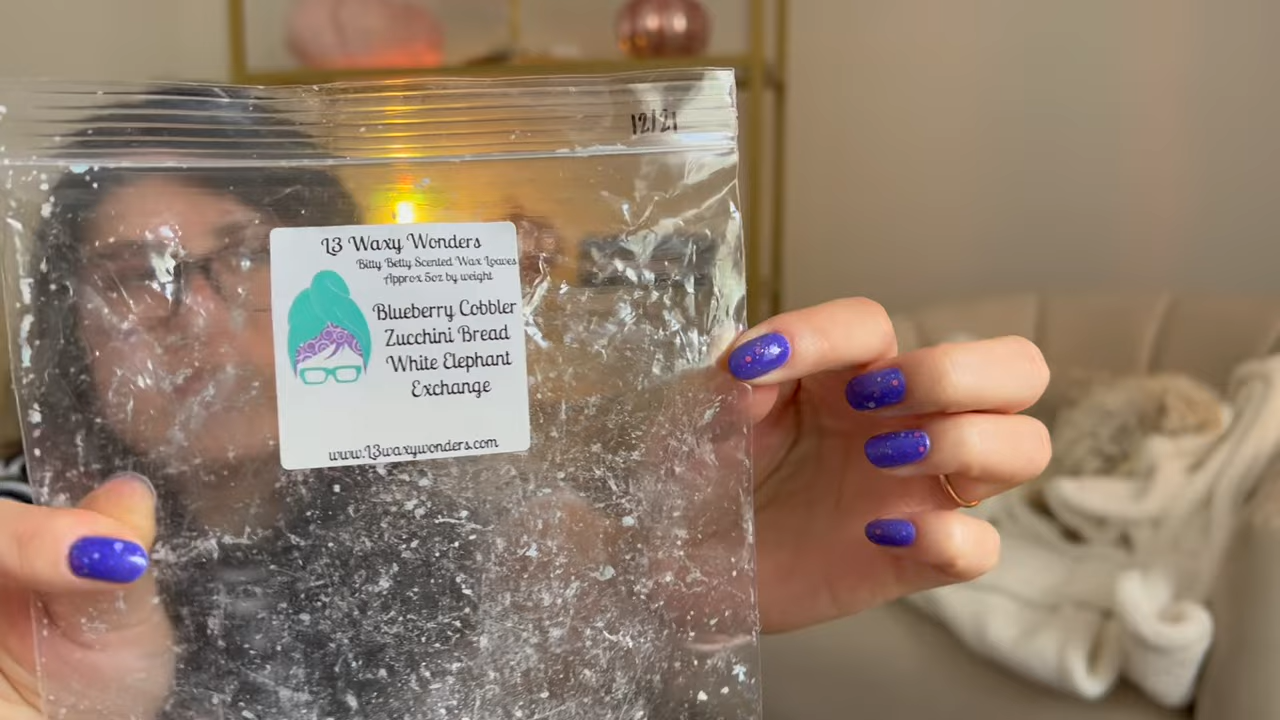 12/21
L3 Waxy Wonders
Bitty Betty Scented Wax Loaves
Approx 5oz by weight
Blueberry Cobbler
Zucchini Bread
White Elephant
Exchange
www.L3waxywonders.com